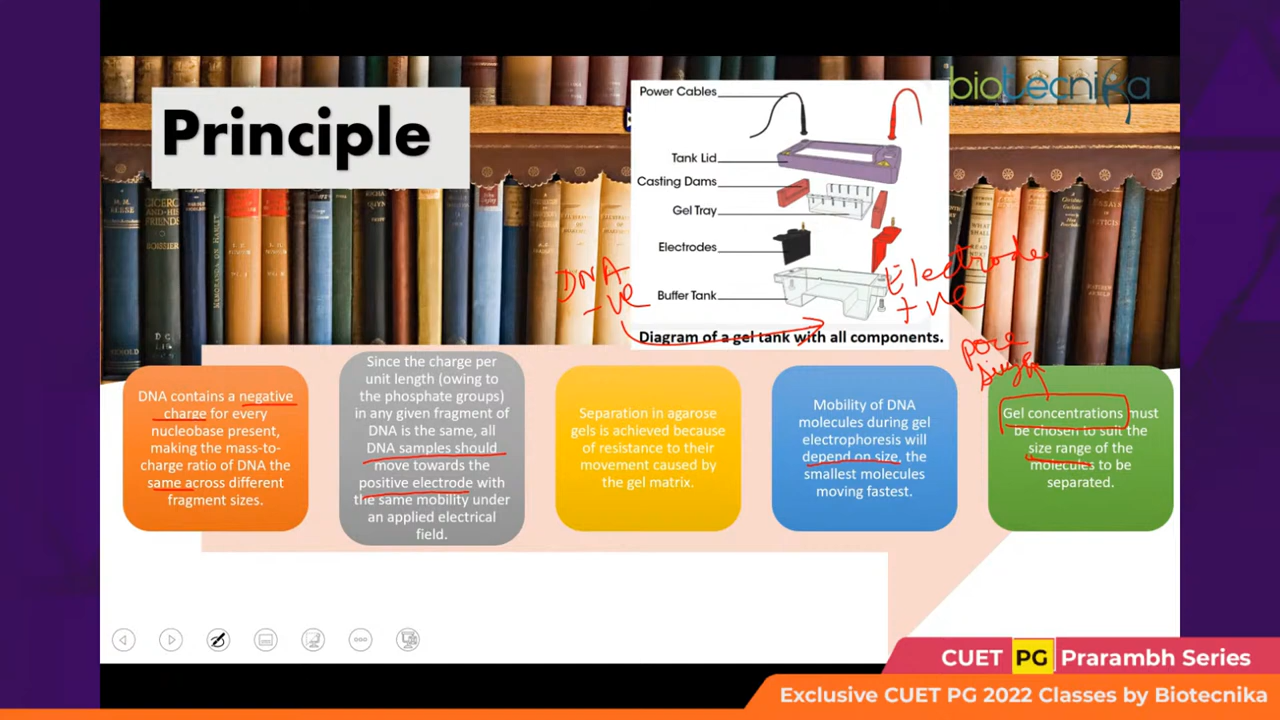 Principle
biotecnika
Power Cables
Tank Lid
Casting Dams
Gel Tray
Electrodes
Buffer Tank
Diagram of a gel tank with all components.
DNA
-ve
Electrode
+ve
pore
DNA contains a negative
charge for every
nucleobase present,
making the mass-to-
charge ratio of DNA the
same across different
fragment sizes.
Since the charge per
unit length (owing to
the phosphate groups)
in any given fragment of
DNA is the same, all
DNA samples should
move towards the
positive electrode with
the same mobility under
an applied electrical
field.
Separation in agarose
gels is achieved because
of resistance to their
movement caused by
the gel matrix.
Mobility of DNA
molecules during gel
electrophoresis will
depend on size, the
smallest molecules
moving fastest.
Gel concentrations must
be chosen to suit the
size range of the
molecules to be
separated.
CUET PG Prarambh Series
Exclusive CUET PG 2022 Classes by Biotecnika